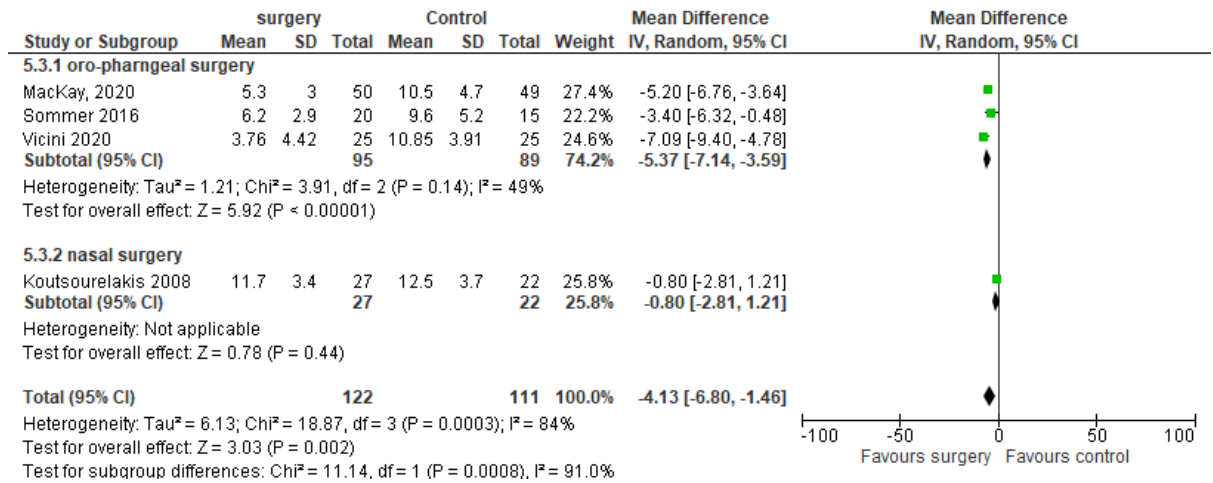 surgery Control Mean Difference Mean Difference
Study or Subgroup Mean SD Total Mean SD Total Weight IV, Random, 95% CI IV, Random, 95% CI
5.3.1 oro-pharngeal surgery
MacKay, 2020 5.3 3 50 10.5 4.7 49 27.4% -5.20 [-6.76, -3.64]
Sommer 2016 6.2 2.9 20 9.6 5.2 15 22.2% -3.40 [-6.32, -0.48]
Vicini 2020 3.76 4.42 25 10.85 3.91 25 24.6% -7.09 [-9.40, -4.78]
Subtotal (95% CI) 95 89 74.2% -5.37 [-7.14, -3.59]
Heterogeneity: Tau² = 1.21; Chi² = 3.91, df = 2 (P = 0.14); I² = 49%
Test for overall effect: Z = 5.92 (P < 0.00001)
5.3.2 nasal surgery
Koutsourelakis 2008 11.7 3.4 27 12.5 3.7 22 25.8% -0.80 [-2.81, 1.21]
Subtotal (95% CI) 27 22 25.8% -0.80 [-2.81, 1.21]
Heterogeneity: Not applicable
Test for overall effect: Z = 0.78 (P = 0.44)
Total (95% CI) 122 111 100.0% -4.13 [-6.80, -1.46]
Heterogeneity: Tau² = 6.13; Chi² = 18.87, df = 3 (P = 0.0003); I² = 84%
Test for overall effect: Z = 3.03 (P = 0.002)
Test for subgroup differences: Chi² = 11.14, df = 1 (P = 0.0008), I² = 91.0%
-100 -50 0 50 100
Favours surgery Favours control